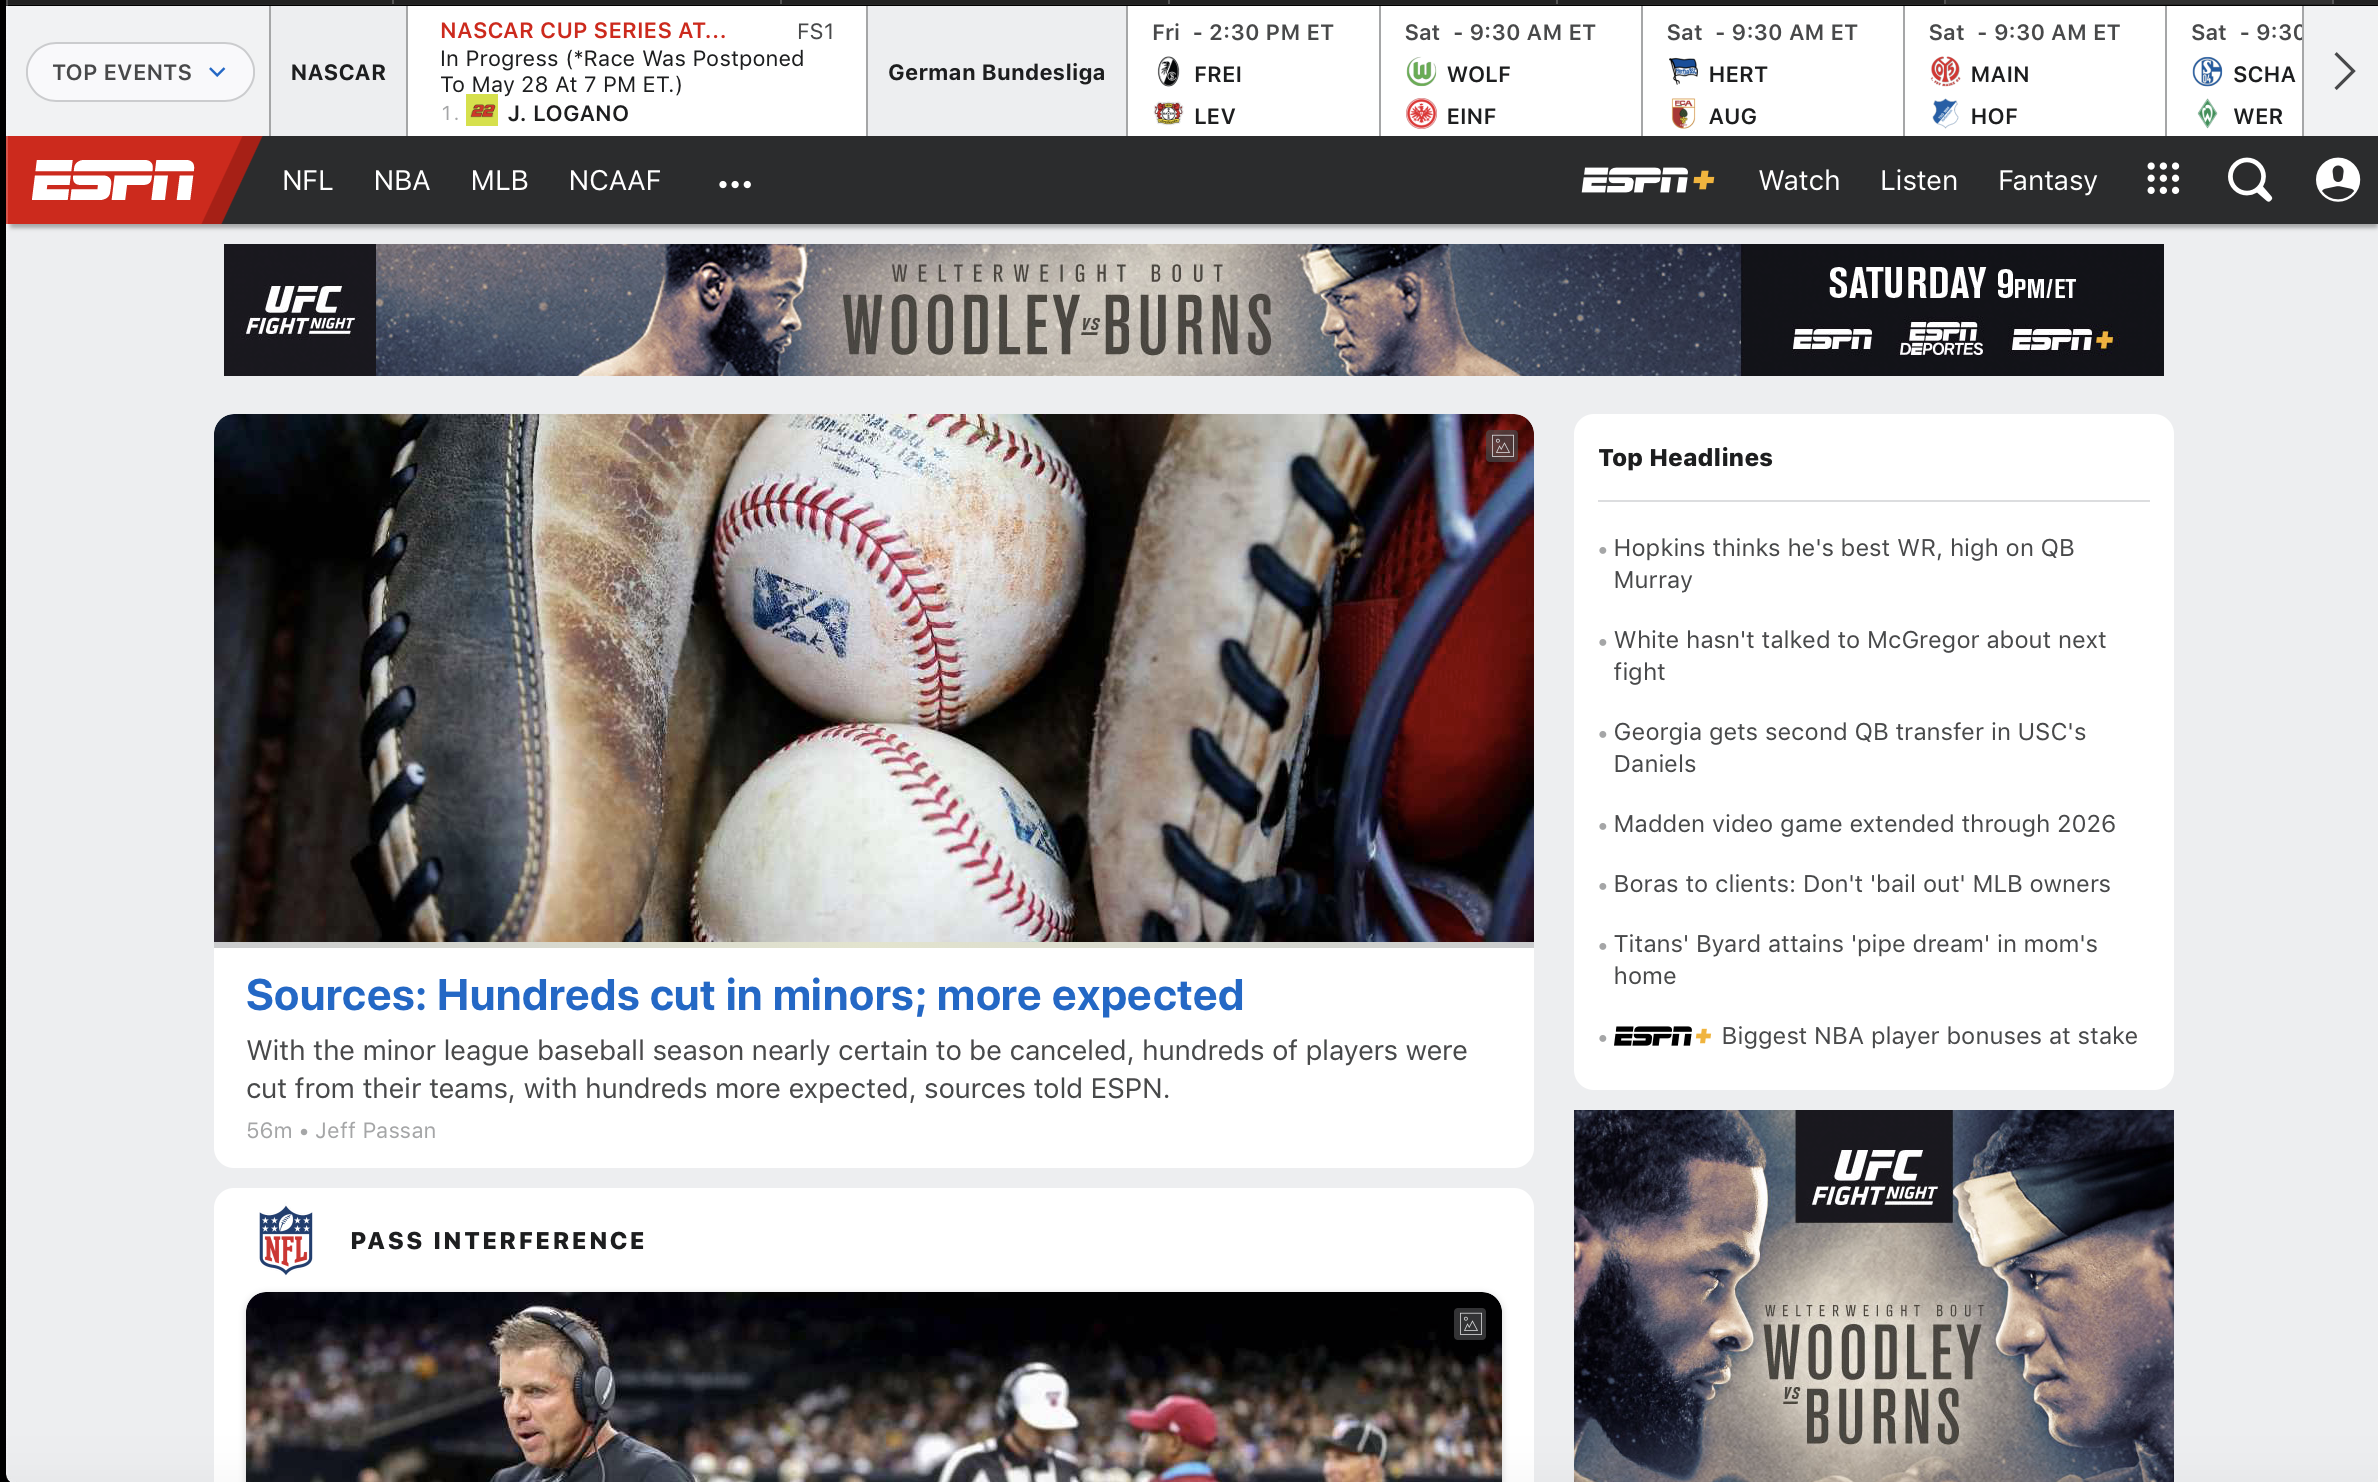 TOP EVENTS
NASCAR
NASCAR CUP SERIES AT...
FS1
In Progress (*Race Was Postponed
To May 28 At 7 PM ET.)
1. 22 J. LOGANO
German Bundesliga
Fri - 2:30 PM ET
FREI
LEV
Sat - 9:30 AM ET
WOLF
EINF
Sat - 9:30 AM ET
HERT
AUG
Sat - 9:30 AM ET
MAIN
HOF
Sat - 9:30
SCHA
WER
ESPN
NFL
NBA
MLB
NCAAF
...
ESPN+
Watch
Listen
Fantasy
UFC
FIGHT NIGHT
WELTERWEIGHT BOUT
WOODLEY VS BURNS
SATURDAY 9PM/ET
ESPN
ESPN DEPORTES
ESPN+
Sources: Hundreds cut in minors; more expected
With the minor league baseball season nearly certain to be canceled, hundreds of players were
cut from their teams, with hundreds more expected, sources told ESPN.
56m • Jeff Passan
NFL
PASS INTERFERENCE
Top Headlines
• Hopkins thinks he's best WR, high on QB
Murray
• White hasn't talked to McGregor about next
fight
• Georgia gets second QB transfer in USC's
Daniels
• Madden video game extended through 2026
• Boras to clients: Don't 'bail out' MLB owners
• Titans' Byard attains 'pipe dream' in mom's
home
• ESPN+ Biggest NBA player bonuses at stake
UFC
FIGHT NIGHT
WELTERWEIGHT BOUT
WOODLEY
VS
BURNS